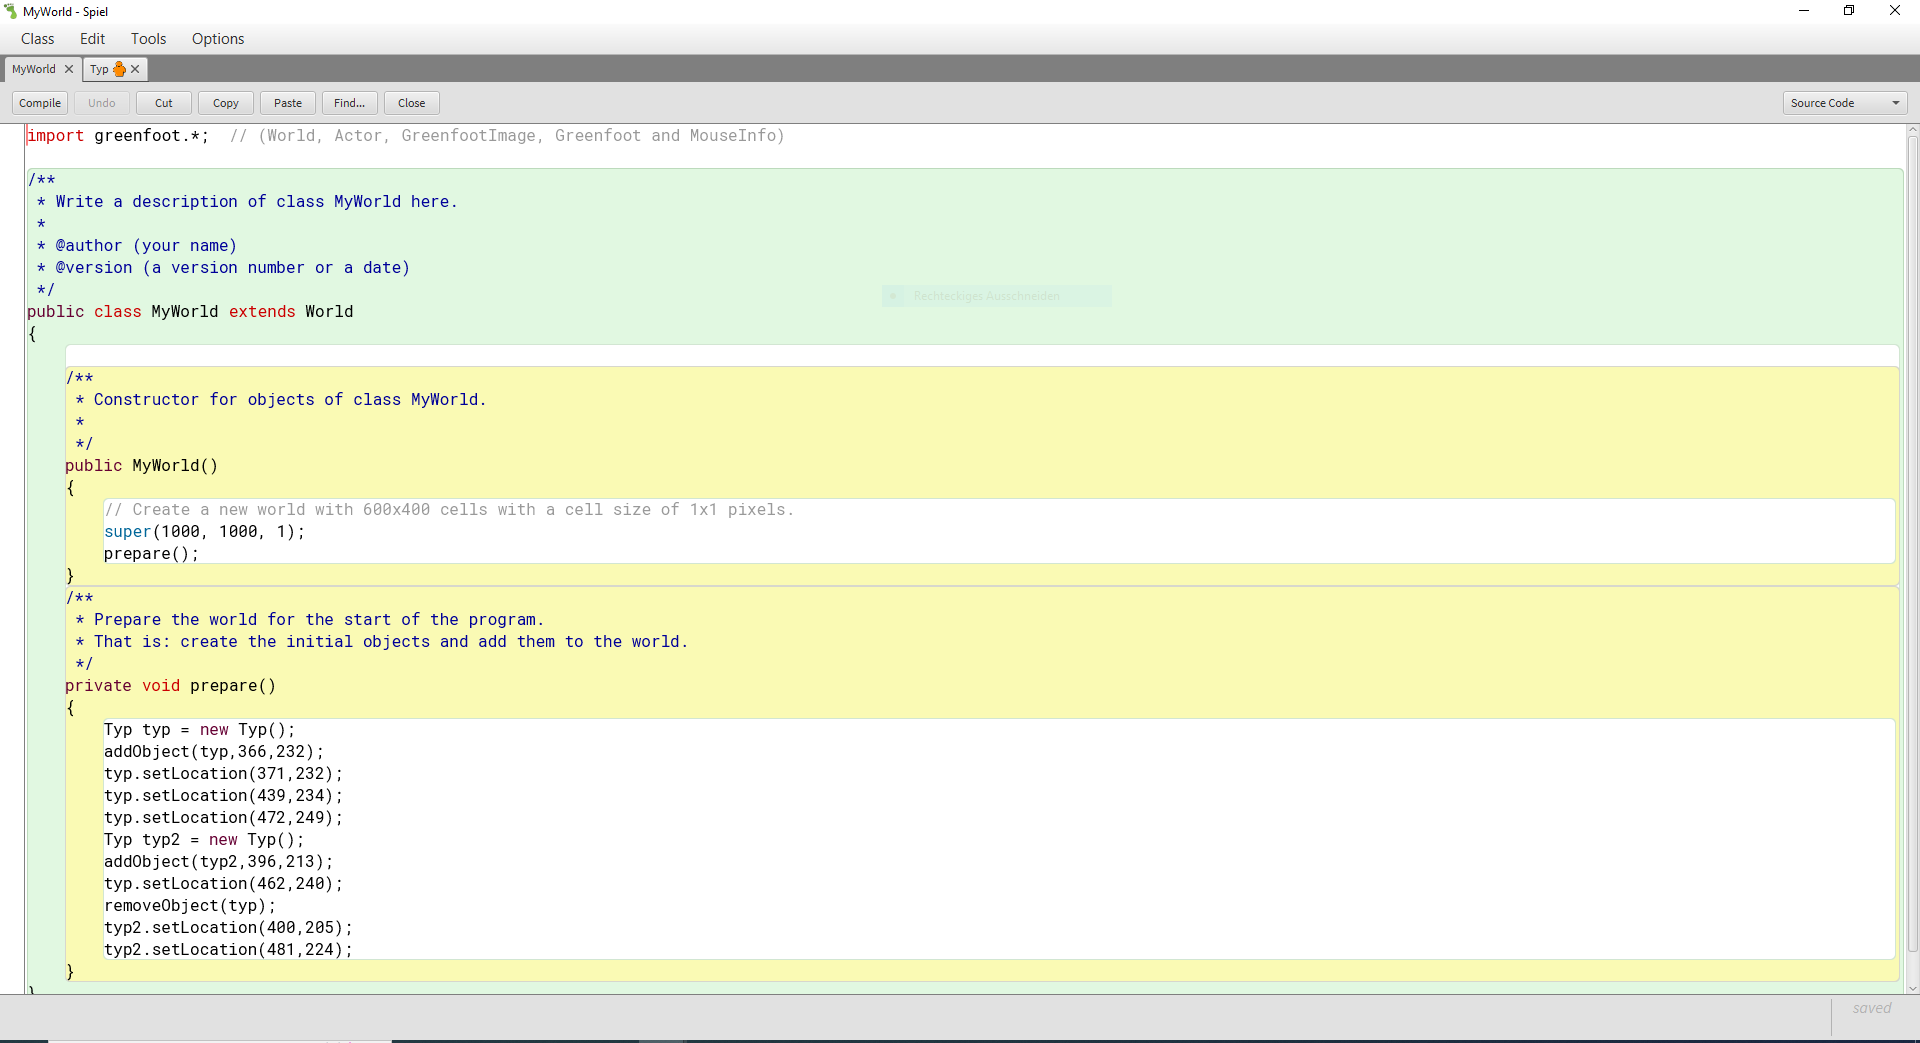 MyWorld - Spiel
Class Edit Tools Options
MyWorld Typ
Compile Undo Cut Copy Paste Find... Close Source Code
import greenfoot.*;  // (World, Actor, GreenfootImage, Greenfoot and MouseInfo)
/**
 * Write a description of class MyWorld here.
 *
 * @author (your name)
 * @version (a version number or a date)
 */
Rechteckiges Ausschneiden
public class MyWorld extends World
{
    /**
     * Constructor for objects of class MyWorld.
     *
     */
    public MyWorld()
    {
        // Create a new world with 600x400 cells with a cell size of 1x1 pixels.
        super(1000, 1000, 1);
        prepare();
    }
    /**
     * Prepare the world for the start of the program.
     * That is: create the initial objects and add them to the world.
     */
    private void prepare()
    {
        Typ typ = new Typ();
        addObject(typ,366,232);
        typ.setLocation(371,232);
        typ.setLocation(439,234);
        typ.setLocation(472,249);
        Typ typ2 = new Typ();
        addObject(typ2,396,213);
        typ.setLocation(462,240);
        removeObject(typ);
        typ2.setLocation(400,205);
        typ2.setLocation(481,224);
    }
}
saved